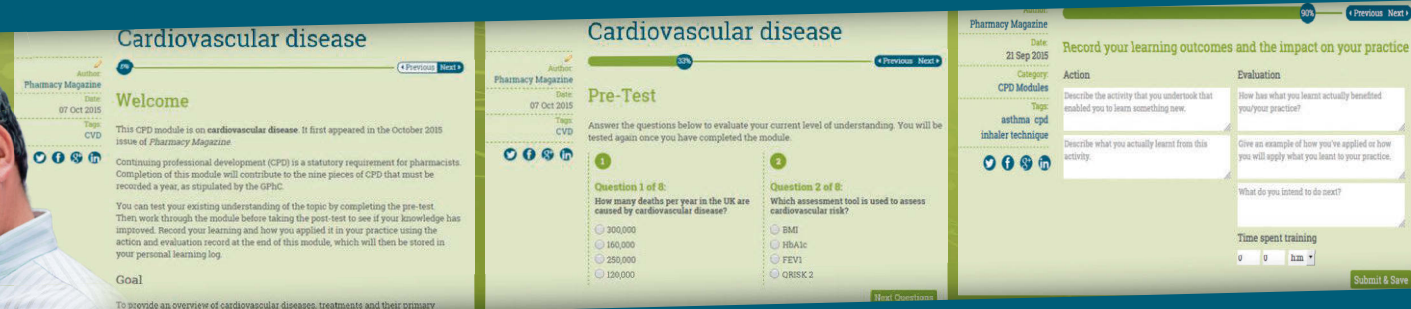 Cardiovascular disease
0%
Previous Next
Author:
Pharmacy Magazine
Date:
07 Oct 2015
Tags:
CVD
Welcome
This CPD module is on cardiovascular disease. It first appeared in the October 2015
issue of Pharmacy Magazine.
Continuing professional development (CPD) is a statutory requirement for pharmacists.
Completion of this module will contribute to the nine pieces of CPD that must be
recorded a year, as stipulated by the GPhC.
You can test your existing understanding of the topic by completing the pre-test.
Then work through the module before taking the post-test to see if your knowledge has
improved. Record your learning and how you applied it in your practice using the
action and evaluation record at the end of this module, which will then be stored in
your personal learning log.
Goal
To provide an overview of cardiovascular diseases, treatments and their primary
Cardiovascular disease
33%
Previous Next
Author:
Pharmacy Magazine
Date:
07 Oct 2015
Tags:
CVD
Pre-Test
Answer the questions below to evaluate your current level of understanding. You will be
tested again once you have completed the module.
1
Question 1 of 8:
How many deaths per year in the UK are
caused by cardiovascular disease?
300,000
160,000
250,000
120,000
2
Question 2 of 8:
Which assessment tool is used to assess
cardiovascular risk?
BMI
HbA1c
FEV1
QRISK 2
Next Questions
90%
Previous Next
Author:
Pharmacy Magazine
Date:
21 Sep 2015
Category:
CPD Modules
Tags:
asthma cpd
inhaler technique
Record your learning outcomes and the impact on your practice
Action
Describe the activity that you undertook that
enabled you to learn something new.
Describe what you actually learnt from this
activity.
Evaluation
How has what you learnt actually benefited
you/your practice?
Give an example of how you've applied or how
you will apply what you leant to your practice.
What do you intend to do next?
Time spent training
0 0 hm
Submit & Save